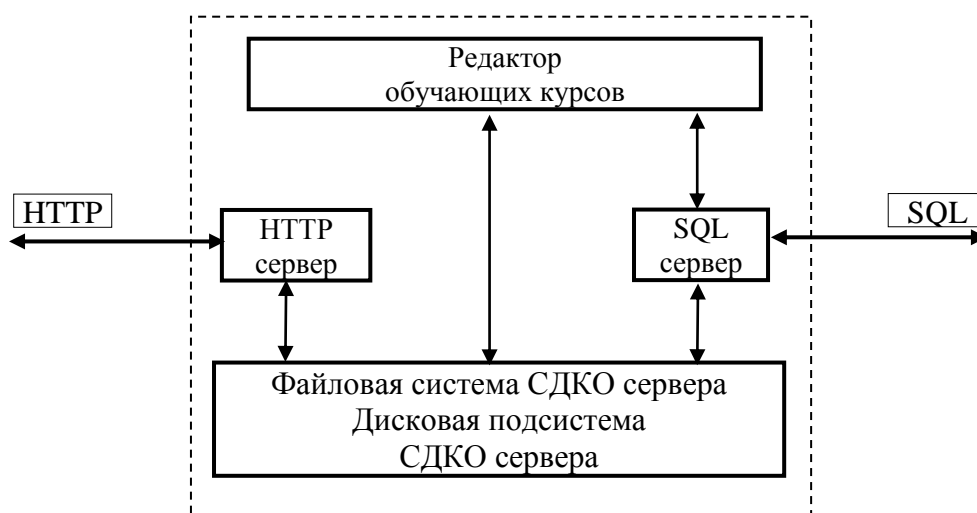 Редактор
обучающих курсов
HTTP
SQL
HTTP
сервер
SQL
сервер
Файловая система СДКО сервера
Дисковая подсистема
СДКО сервера